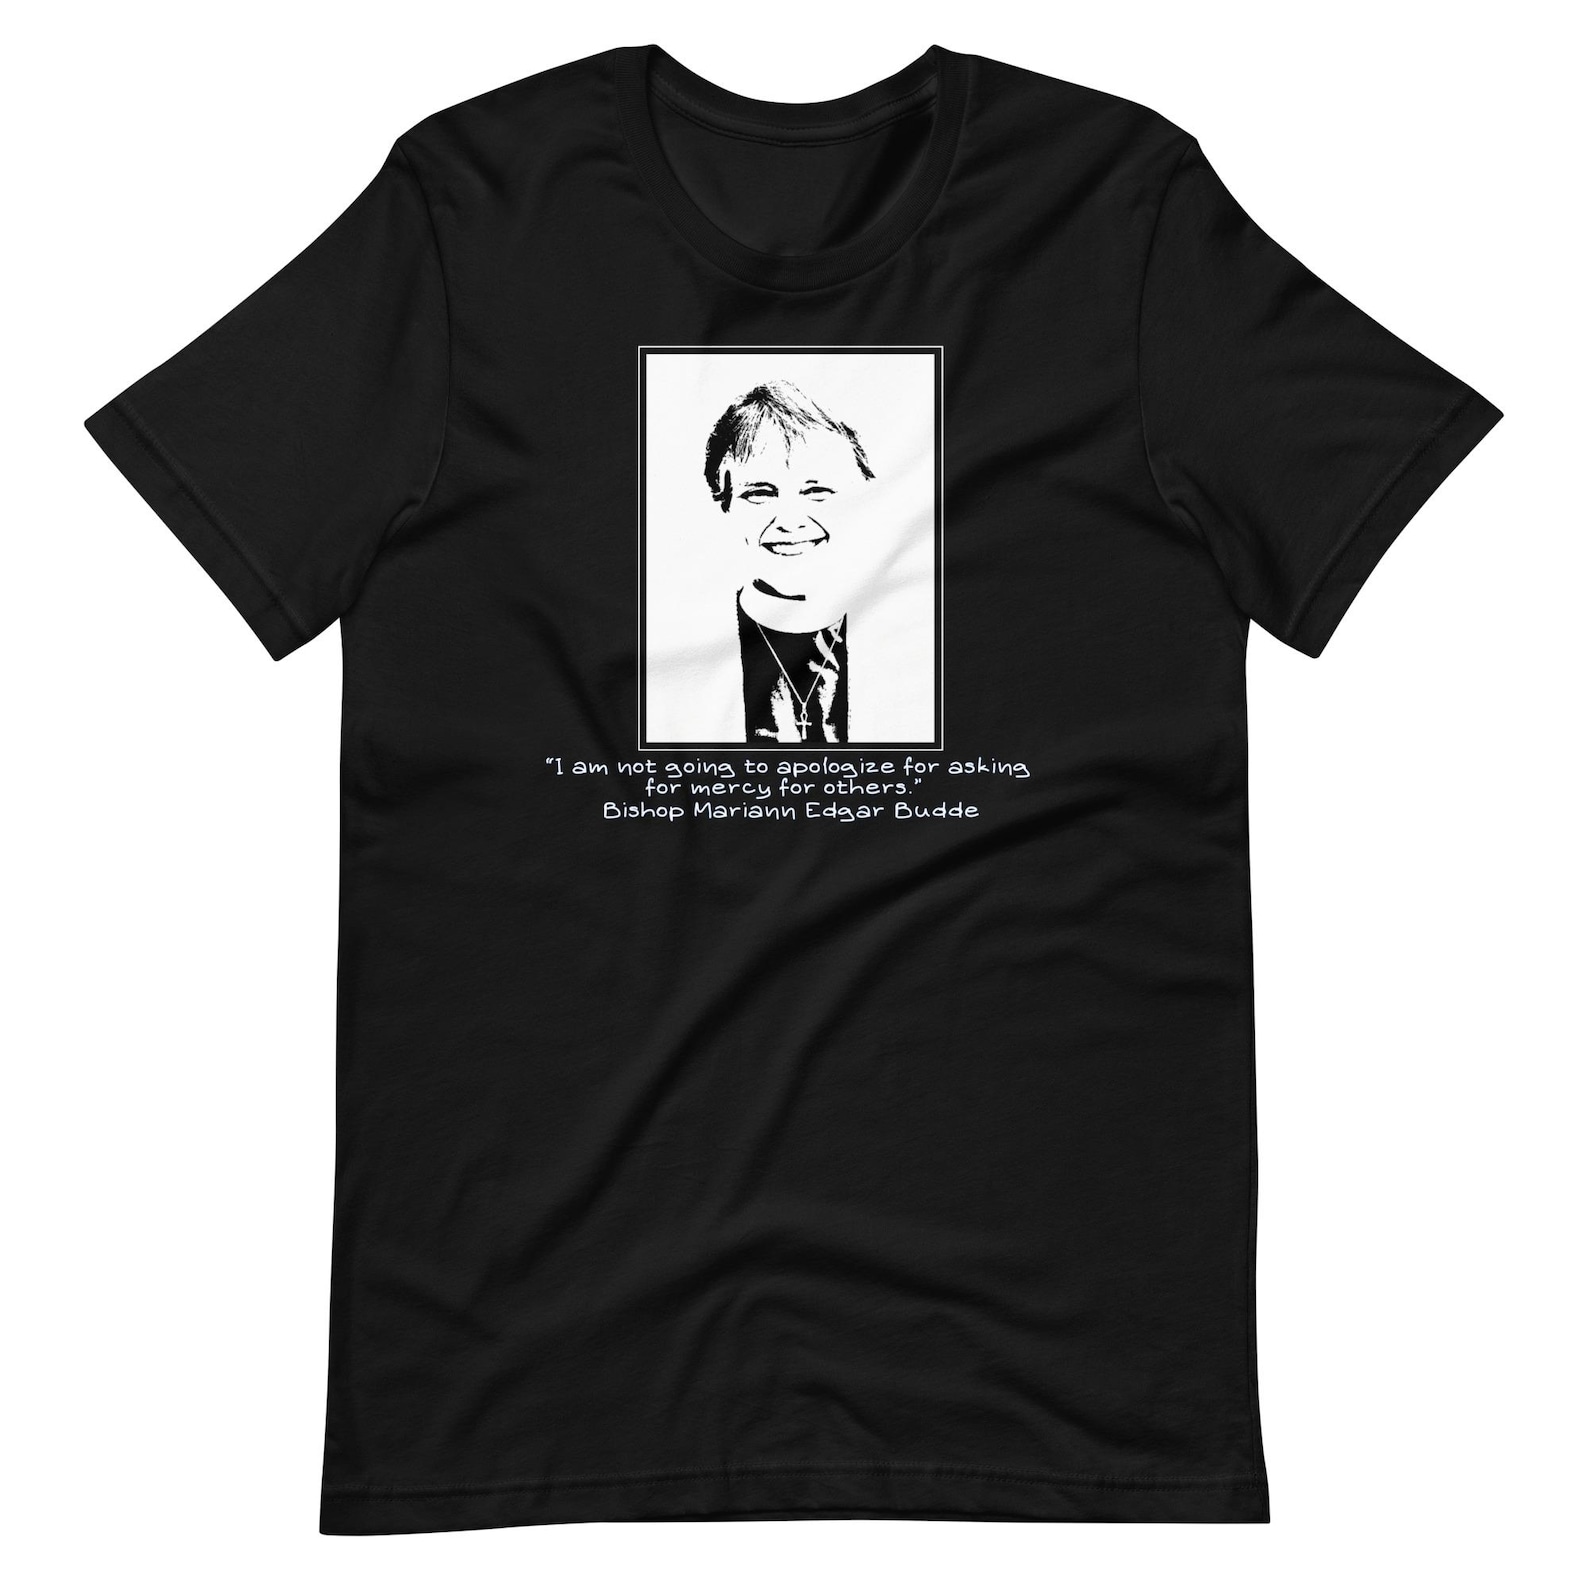 “I am not going to apologize for asking
for mercy for others.”
Bishop Mariann Edgar Budde